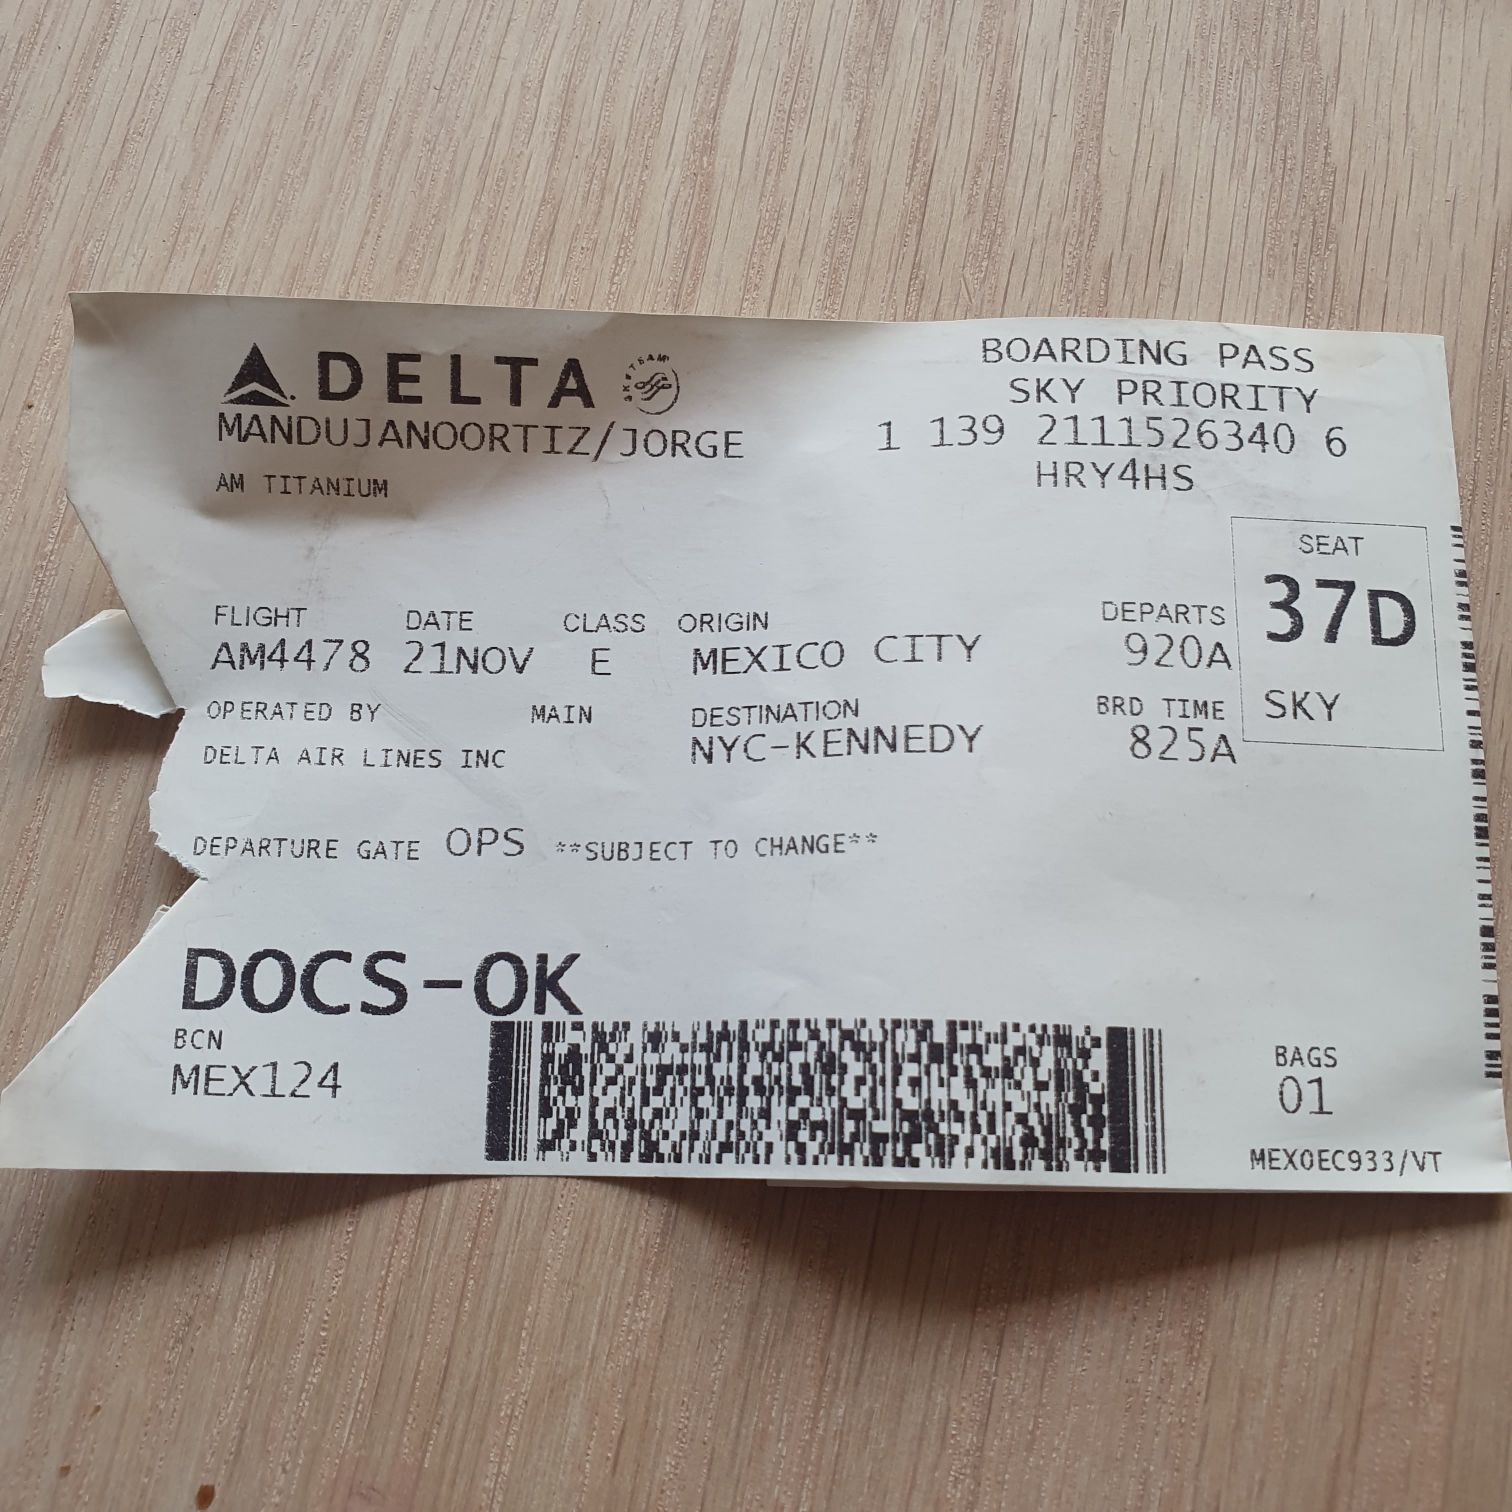 DELTA SKYTEAM
MANDUJANOORTIZ/JORGE
AM TITANIUM
BOARDING PASS
SKY PRIORITY
1 139 2111526340 6
HRY4HS
FLIGHT DATE CLASS ORIGIN DEPARTS
AM4478 21NOV E MEXICO CITY 920A
SEAT
37D
SKY
OPERATED BY MAIN DESTINATION BRD TIME
DELTA AIR LINES INC NYC-KENNEDY 825A
DEPARTURE GATE OPS **SUBJECT TO CHANGE**
DOCS-OK
BCN
MEX124
BAGS
01
MEX0EC933/VT